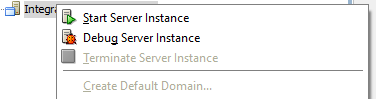 Integra
Start Server Instance
Debug Server Instance
Terminate Server Instance
Create Default Domain...